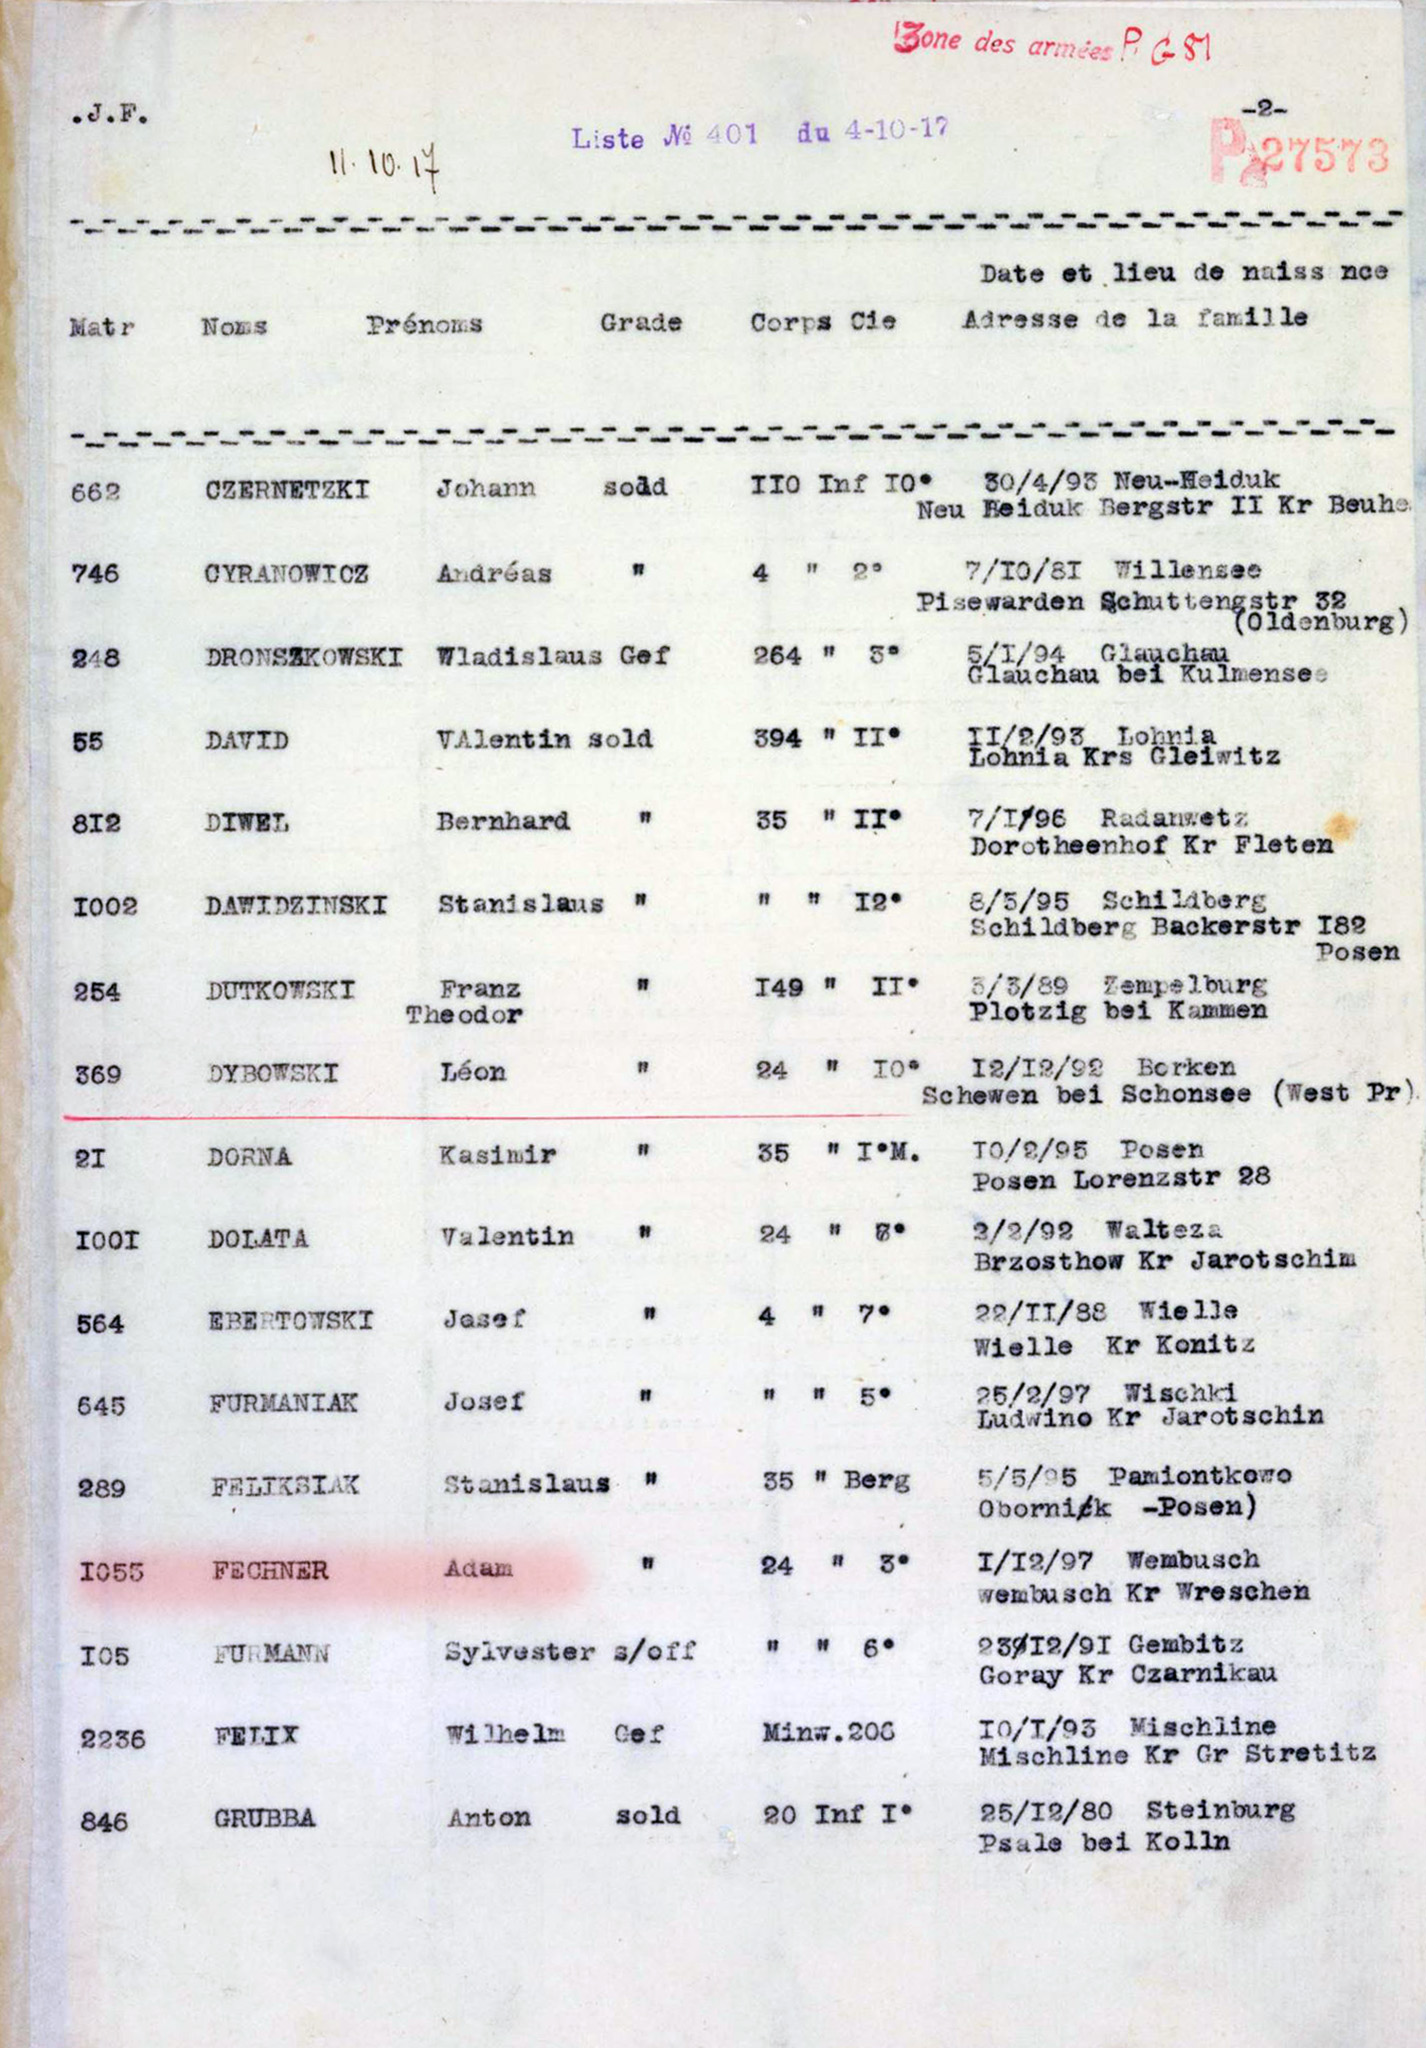 Zone des armées P. G 81
.J.F.
-2-
Liste № 401 du 4-10-17
P 27573
11.10.17
Date et lieu de naiss nce
Matr Noms Prénoms Grade Corps Cie Adresse de la famille
662 CZERNETZKI Johann sold II0 Inf I0° 30/4/93 Neu-Heiduk
Neu Heiduk Bergstr II Kr Beuhe
746 CYRANOWICZ Andréas " 4 " 2° 7/I0/8I Willensee
Pisewarden Schuttengstr 32
(Oldenburg)
248 DRONSZKOWSKI Wladislaus Gef 264 " 3° 5/I/94 Glauchau
Glauchau bei Kulmensee
55 DAVID VAlentin sold 394 " II° II/2/93 Lohnia
Lohnia Krs Gleiwitz
8I2 DIWEL Bernhard " 35 " II° 7/I/96 Radanwetz
Dorotheenhof Kr Fleten
I002 DAWIDZINSKI Stanislaus " " " I2° 8/5/95 Schildberg
Schildberg Backerstr I82
Posen
254 DUTKOWSKI Franz " I49 " II° 3/3/89 Zempelburg
Theodor Plotzig bei Kammen
369 DYBOWSKI Léon " 24 " I0° I2/I2/92 Borken
Schewen bei Schonsee (West Pr).
2I DORNA Kasimir " 35 " I°M. I0/2/95 Posen
Posen Lorenzstr 28
I00I DOLATA Valentin " 24 " 2/2/92 Walteza
Brzosthow Kr Jarotschim
564 EBERTOWSKI Josef " 4 " 7° 22/II/88 Wielle
Wielle Kr Konitz
645 FURMANIAK Josef " " " 5° 25/2/97 Wischki
Ludwino Kr Jarotschin
289 FELIKSIAK Stanislaus " 35 " Berg 5/5/95 Pamiontkowo
Obornick -Posen)
I055 FECHNER Adam " 24 " 3° I/I2/97 Wembusch
wembusch Kr Wreschen
I05 FURMANN Sylvester s/off " " 6° 23/I2/9I Gembitz
Goray Kr Czarnikau
2236 FELIX Wilhelm Gef Minw.206 I0/I/93 Mischline
Mischline Kr Gr Stretitz
846 GRUBBA Anton sold 20 Inf I° 25/I2/80 Steinburg
Psale bei Kolln